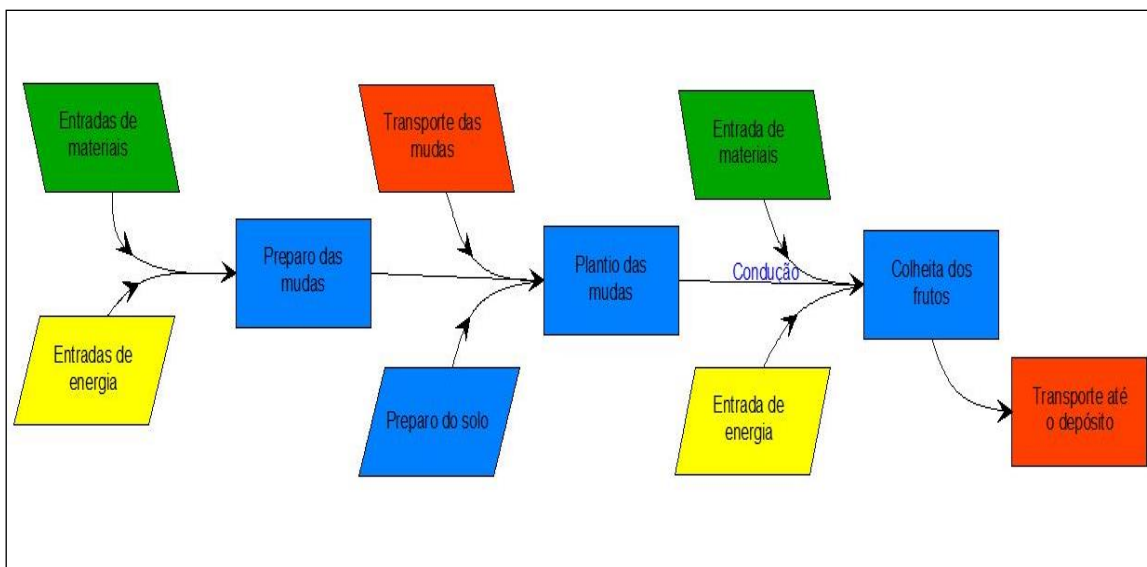 Entradas de
materiais
Transporte das
mudas
Entrada de
materiais
Preparo das
mudas
Plantio das
mudas
Condução
Colheita dos
frutos
Entradas de
energia
Preparo do solo
Entrada de
energia
Transporte até
o depósito